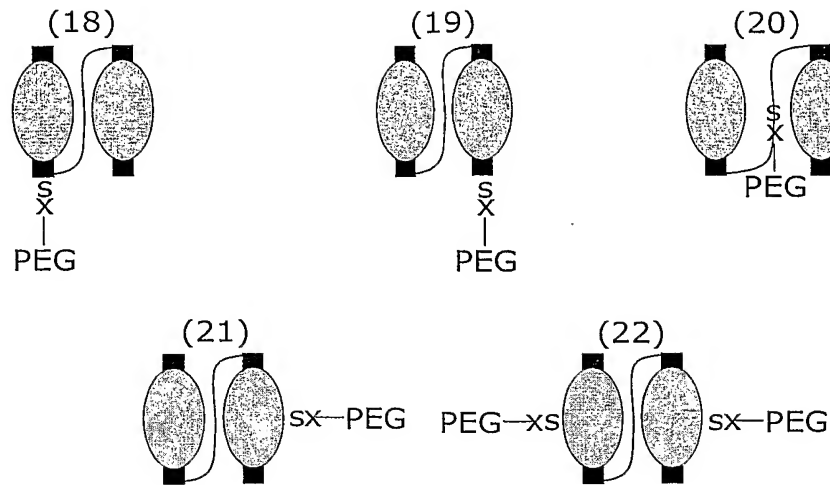 (18)
(19)
(20)
S
X
PEG
S
X
PEG
S
X
PEG
(21)
(22)
SX—PEG
PEG—XS
SX—PEG